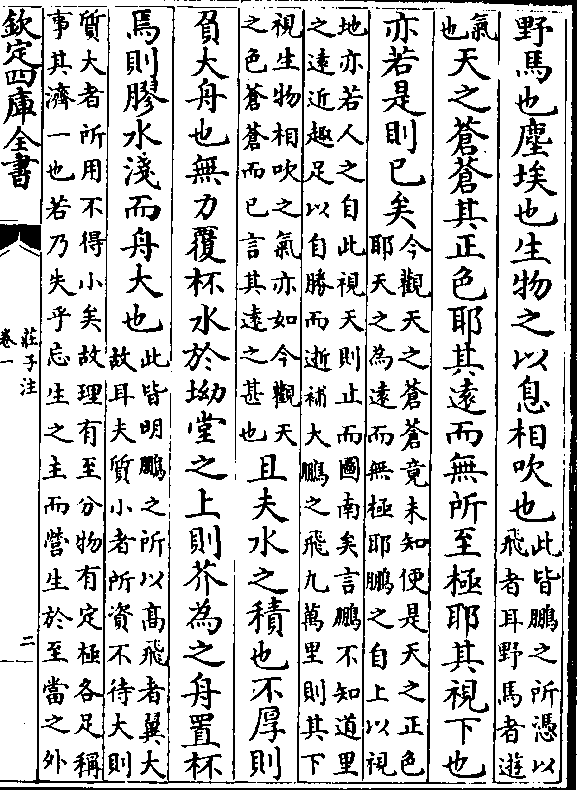 野馬也塵埃也生物之以息相吹也此皆鵬之所憑以
飛者耳野馬者遊
氣
也天之蒼蒼其正色耶其遠而無所至極耶其視下也
亦若是則已矣今觀天之蒼蒼竟未知便是天之正色
耶天之為遠而無極耶鵬之自上以視
地亦若人之自此視天則止而圖南矣言鵬不知道里
之遠近趣足以自勝而逝補大鵬之飛九萬里則其下
視生物相吹之氣亦如今觀天
之色蒼蒼而已言其遠之甚也且夫水之積也不厚則
負大舟也無力覆杯水於坳堂之上則芥為之舟置杯
焉則膠水淺而舟大也此皆明鵬之所以高飛者翼大
故耳夫質小者所資不待大則
質大者所用不得小矣故理有至分物有定極各足稱
事其濟一也若乃失乎忘生之主而營生於至當之外
欽定四庫全書
莊子注
卷一
二